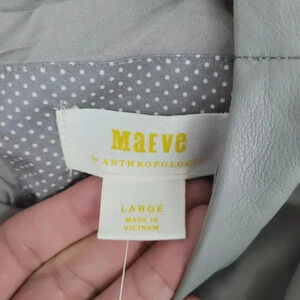 MaEve
BY ANTHROPOLOGIE
LARGE
MADE IN
VIETNAM